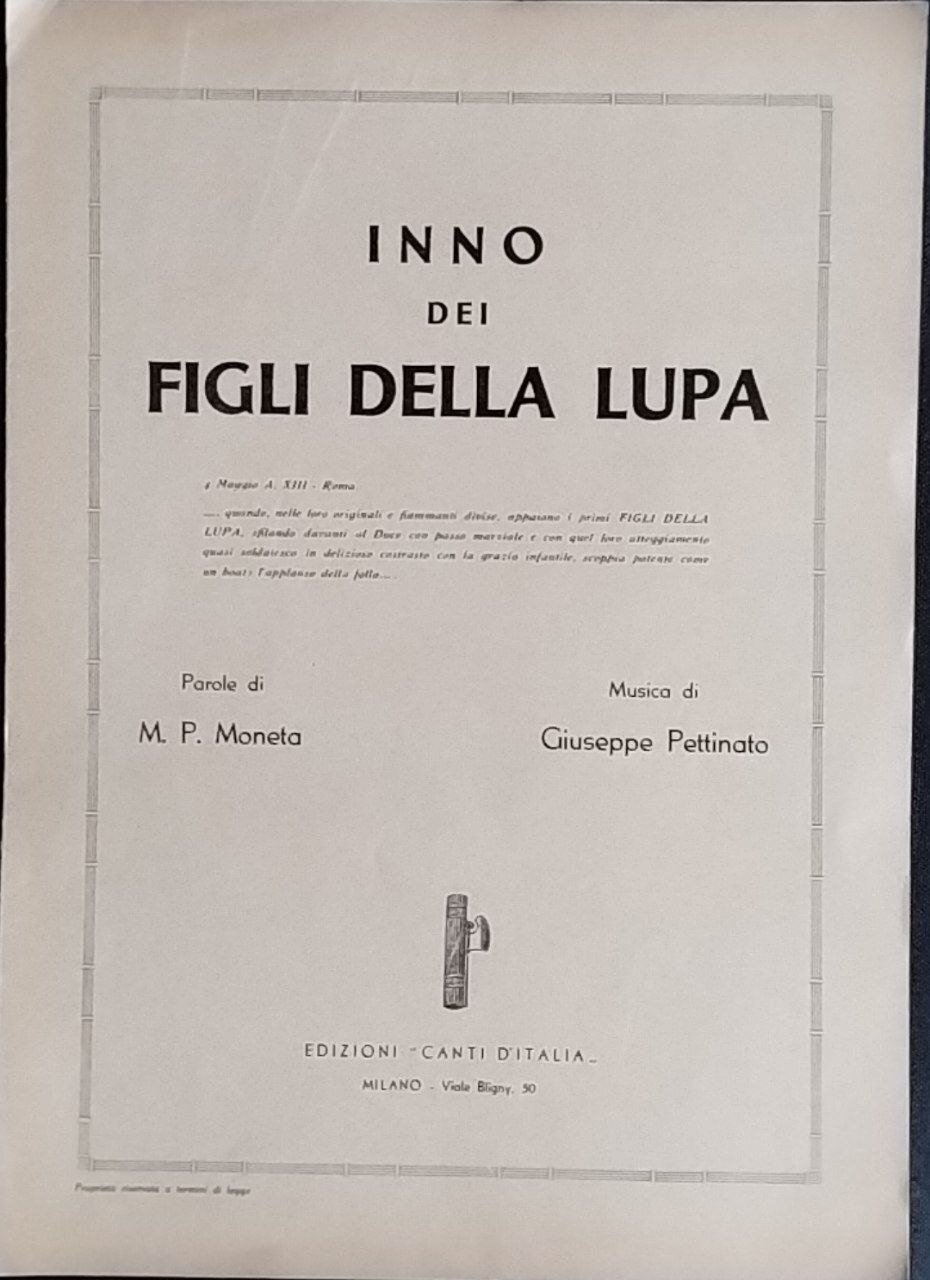 INNO
DEI
FIGLI DELLA LUPA
4 Maggio A. XIII - Roma.
.... quando, nelle loro originali e fiammanti divise, appaiano i primi FIGLI DELLA
LUPA, sfilando davanti al Duce con passo marziale e con quel loro atteggiamento
quasi soldatesco in delizioso contrasto con la grazia infantile, scoppia potente come
un boato l'applauso della folla....
Parole di
M. P. Moneta
Musica di
Giuseppe Pettinato
EDIZIONI "CANTI D'ITALIA"
MILANO - Viale Bligny, 50
Proprietà riservata a termini di legge